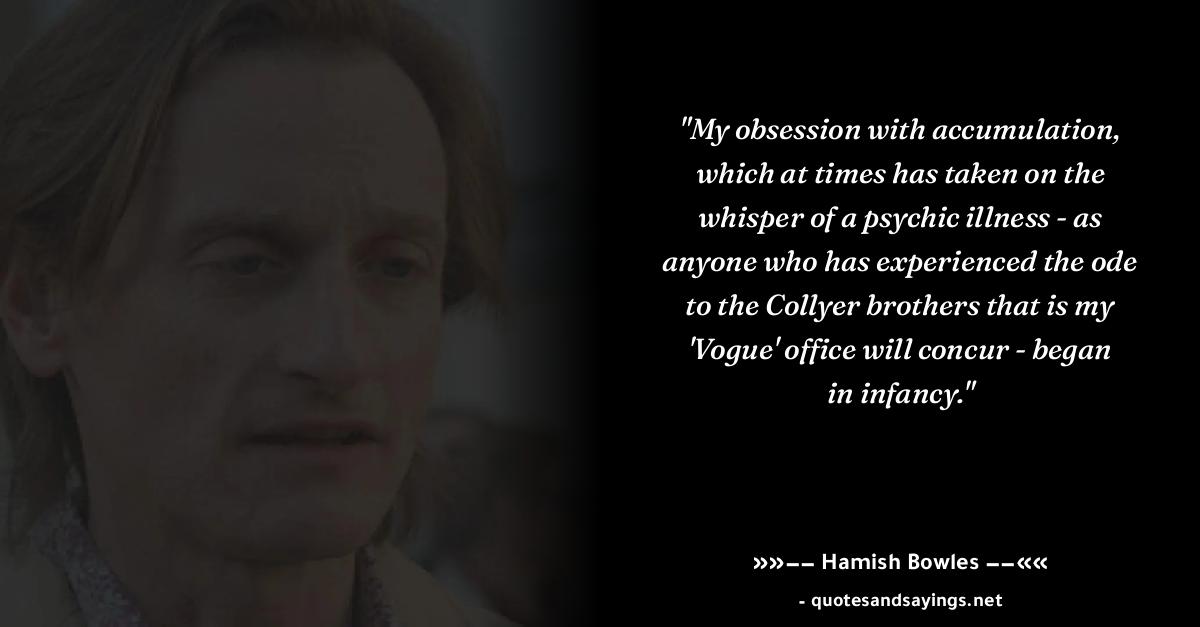 "My obsession with accumulation,
which at times has taken on the
whisper of a psychic illness - as
anyone who has experienced the ode
to the Collyer brothers that is my
'Vogue' office will concur - began
in infancy."
»»−− Hamish Bowles −−««
- quotesandsayings.net